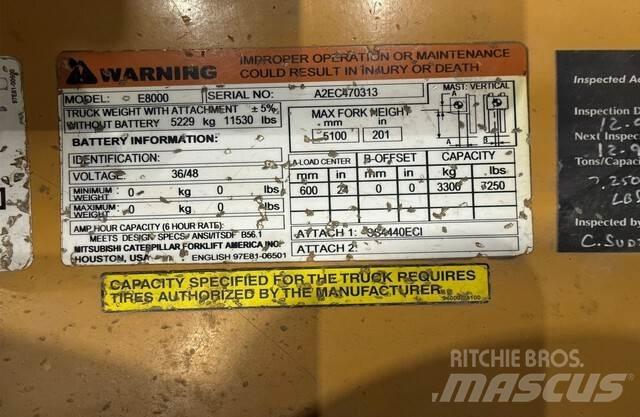 WARNING
IMPROPER OPERATION OR MAINTENANCE
COULD RESULT IN INJURY OR DEATH
MODEL: E8000 SERIAL NO: A2EC470313
TRUCK WEIGHT WITH ATTACHMENT ± 5%
WITHOUT BATTERY 5229 kg 11530 lbs
BATTERY INFORMATION:
IDENTIFICATION:
VOLTAGE: 36/48
MINIMUM WEIGHT: 0 kg 0 lbs
MAXIMUM WEIGHT: 0 kg 0 lbs
AMP HOUR CAPACITY (6 HOUR RATE):
MEETS DESIGN SPECS: ANSI/ITSDF B56.1
MITSUBISHI CATERPILLAR FORKLIFT AMERICA INC.
HOUSTON, USA ENGLISH 97E81-06501
MAX FORK HEIGHT
mm in
5100 201
MAST: VERTICAL
A-LOAD CENTER B-OFFSET CAPACITY
mm in mm in kg lbs
600 24 0 0 3300 7250
ATTACH 1:
ATTACH 2:
CAPACITY SPECIFIED FOR THE TRUCK REQUIRES
TIRES AUTHORIZED BY THE MANUFACTURER.
Inspected
Inspection
Next Inspec
Tons/Capacity
7,250
LBS
Inspected by
RITCHIE BROS.
MASCUS